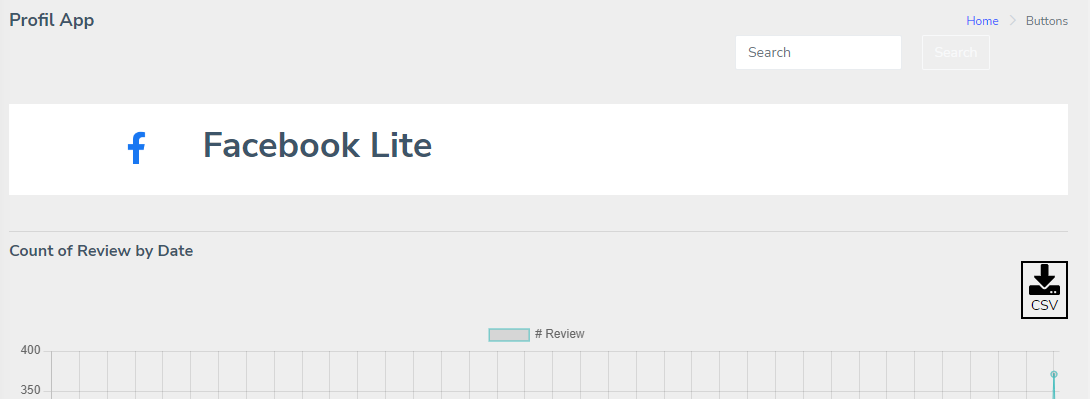 Profil App
Home > Buttons
Search
Search
Facebook Lite
Count of Review by Date
CSV
# Review
400
350